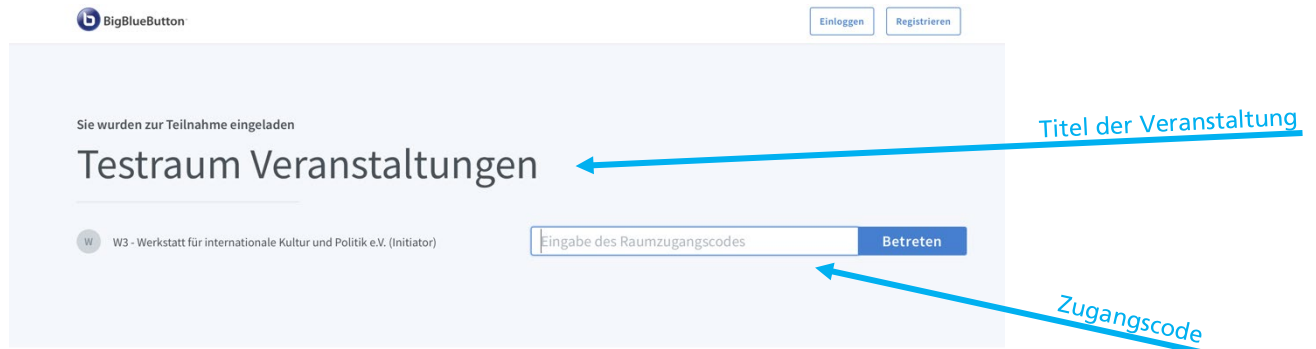 BigBlueButton
Einloggen
Registrieren
Sie wurden zur Teilnahme eingeladen
Titel der Veranstaltung
Testraum Veranstaltungen
W
W3 - Werkstatt für internationale Kultur und Politik e.V. (Initiator)
Eingabe des Raumzugangscodes
Betreten
Zugangscode